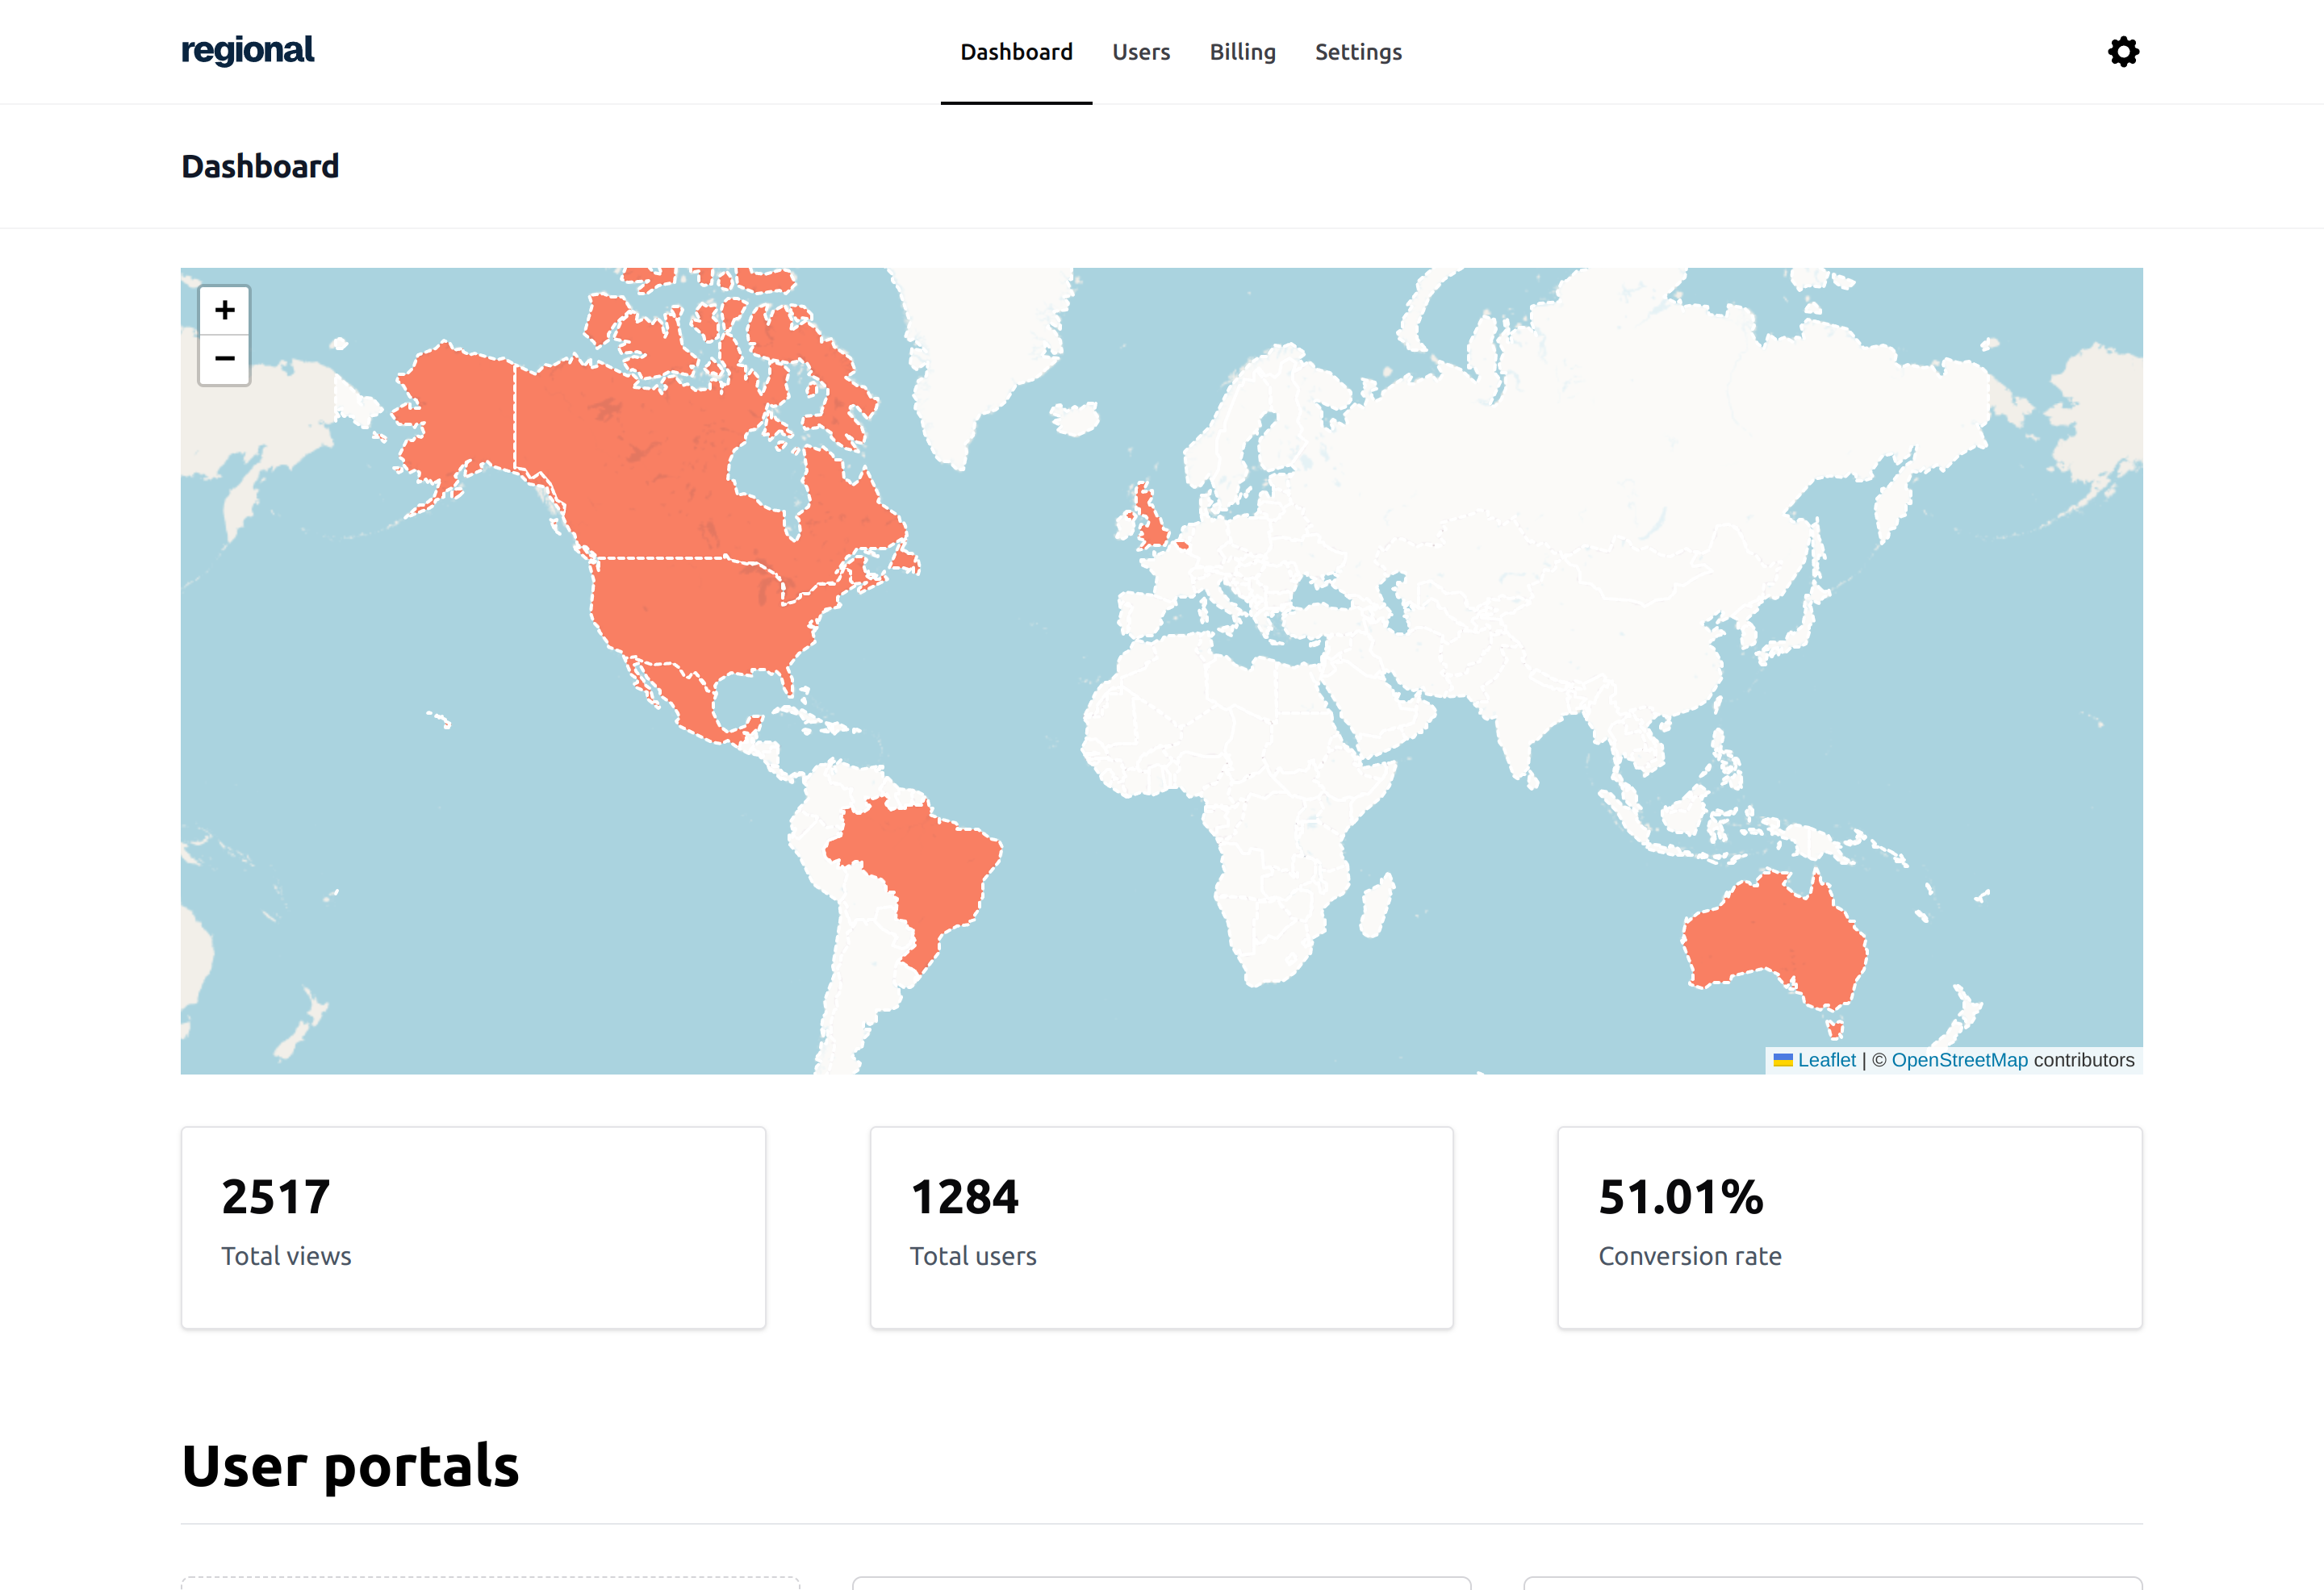 regional
Dashboard Users Billing Settings
Dashboard
+
−
Leaflet | © OpenStreetMap contributors
2517
Total views
1284
Total users
51.01%
Conversion rate
User portals